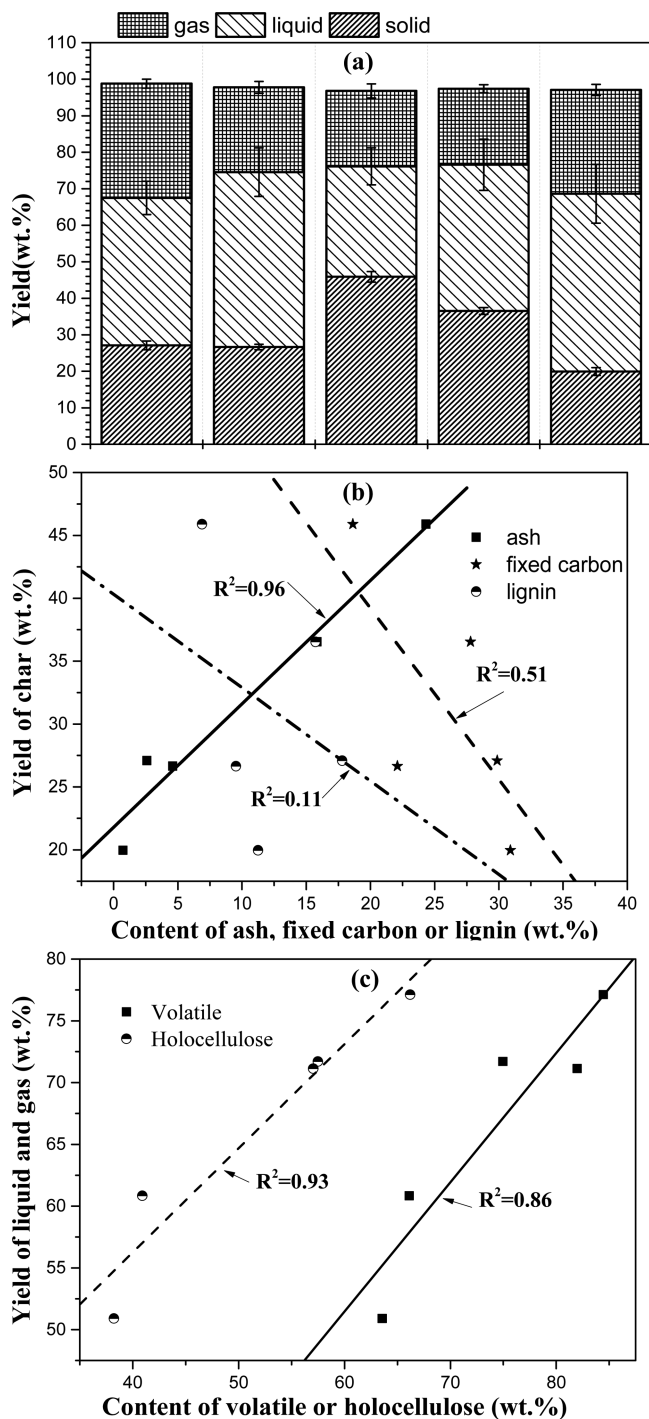 gas liquid solid
(a)
110
100
90
80
70
60
50
40
30
20
10
0
Yield(wt.%)
(b)
50
45
40
35
30
25
20
Yield of char (wt.%)
ash
fixed carbon
lignin
R²=0.96
R²=0.51
R²=0.11
0 5 10 15 20 25 30 35 40
Content of ash, fixed carbon or lignin (wt.%)
(c)
80
75
70
65
60
55
50
Yield of liquid and gas (wt.%)
Volatile
Holocellulose
R²=0.93
R²=0.86
40 50 60 70 80
Content of volatile or holocellulose (wt.%)